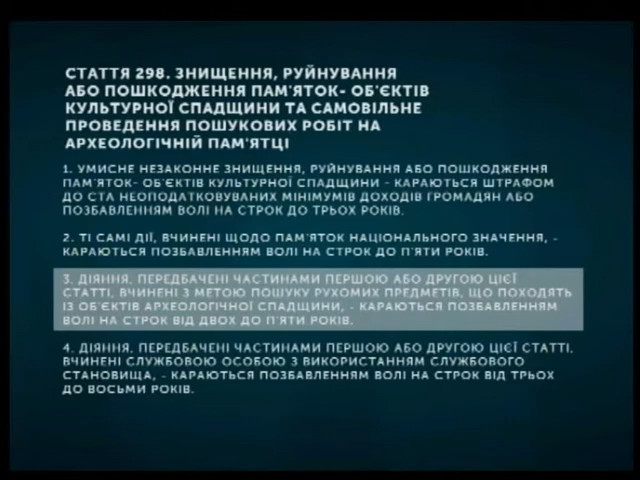 СТАТТЯ 298. ЗНИЩЕННЯ, РУЙНУВАННЯ
АБО ПОШКОДЖЕННЯ ПАМ'ЯТОК- ОБ'ЄКТІВ
КУЛЬТУРНОЇ СПАДЩИНИ ТА САМОВІЛЬНЕ
ПРОВЕДЕННЯ ПОШУКОВИХ РОБІТ НА
АРХЕОЛОГІЧНІЙ ПАМ'ЯТЦІ
1. УМИСНЕ НЕЗАКОННЕ ЗНИЩЕННЯ, РУЙНУВАННЯ АБО ПОШКОДЖЕННЯ
ПАМ'ЯТОК- ОБ'ЄКТІВ КУЛЬТУРНОЇ СПАДЩИНИ - КАРАЮТЬСЯ ШТРАФОМ
ДО СТА НЕОПОДАТКОВУВАНИХ МІНІМУМІВ ДОХОДІВ ГРОМАДЯН АБО
ПОЗБАВЛЕННЯМ ВОЛІ НА СТРОК ДО ТРЬОХ РОКІВ.
2. ТІ САМІ ДІЇ, ВЧИНЕНІ ЩОДО ПАМ'ЯТОК НАЦІОНАЛЬНОГО ЗНАЧЕННЯ, -
КАРАЮТЬСЯ ПОЗБАВЛЕННЯМ ВОЛІ НА СТРОК ДО П'ЯТИ РОКІВ.
3. ДІЯННЯ, ПЕРЕДБАЧЕНІ ЧАСТИНАМИ ПЕРШОЮ АБО ДРУГОЮ ЦІЄЇ
СТАТТІ, ВЧИНЕНІ З МЕТОЮ ПОШУКУ РУХОМИХ ПРЕДМЕТІВ, ЩО ПОХОДЯТЬ
ІЗ ОБ'ЄКТІВ АРХЕОЛОГІЧНОЇ СПАДЩИНИ, - КАРАЮТЬСЯ ПОЗБАВЛЕННЯМ
ВОЛІ НА СТРОК ВІД ДВОХ ДО П'ЯТИ РОКІВ.
4. ДІЯННЯ, ПЕРЕДБАЧЕНІ ЧАСТИНАМИ ПЕРШОЮ АБО ДРУГОЮ ЦІЄЇ СТАТТІ,
ВЧИНЕНІ СЛУЖБОВОЮ ОСОБОЮ З ВИКОРИСТАННЯМ СЛУЖБОВОГО
СТАНОВИЩА, - КАРАЮТЬСЯ ПОЗБАВЛЕННЯМ ВОЛІ НА СТРОК ВІД ТРЬОХ
ДО ВОСЬМИ РОКІВ.